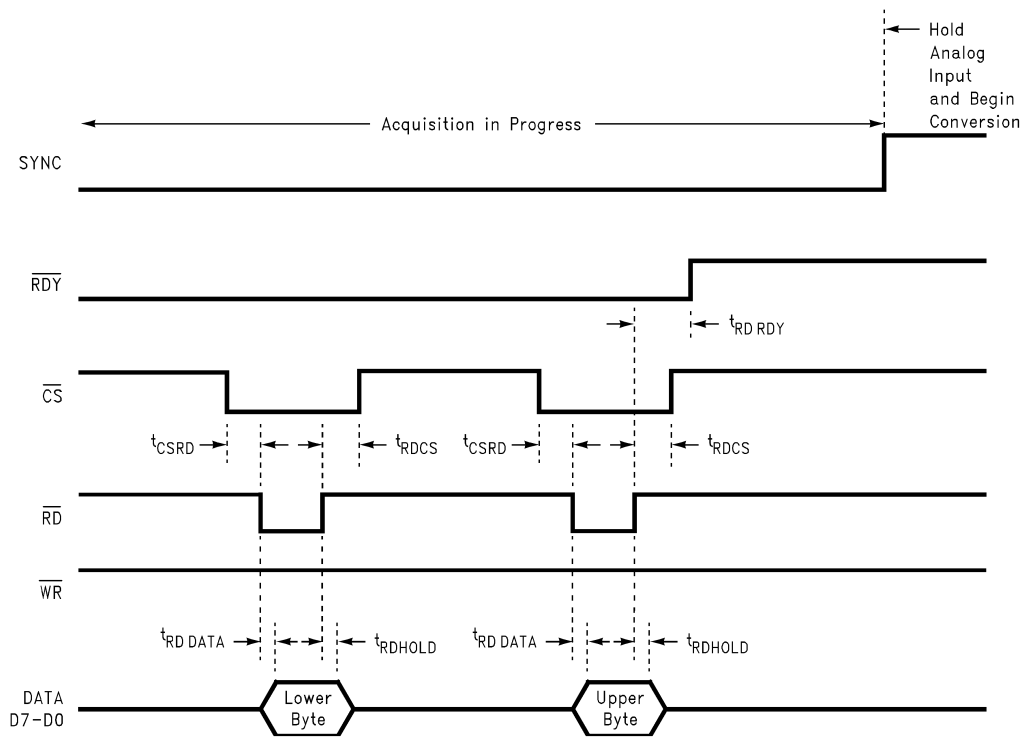 Hold
Analog
Input
and Begin
Conversion
Acquisition in Progress
SYNC
RDY
tRD RDY
CS
tCSRD
tRDCS
tCSRD
tRDCS
RD
WR
tRD DATA
tRDHOLD
tRD DATA
tRDHOLD
DATA
D7-D0
Lower
Byte
Upper
Byte